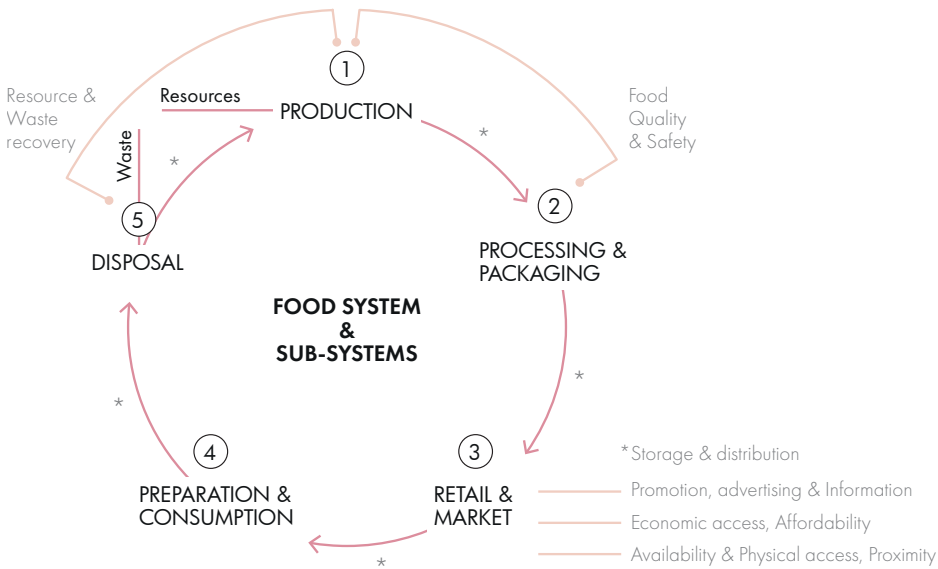 1
Resource &
Waste
recovery
Resources
Food
Quality
& Safety
PRODUCTION
*
Waste
*
5
2
DISPOSAL
PROCESSING &
PACKAGING
FOOD SYSTEM
&
SUB-SYSTEMS
*
*
4
3
*Storage & distribution
PREPARATION &
CONSUMPTION
RETAIL &
MARKET
Promotion, advertising & Information
Economic access, Affordability
Availability & Physical access, Proximity
*